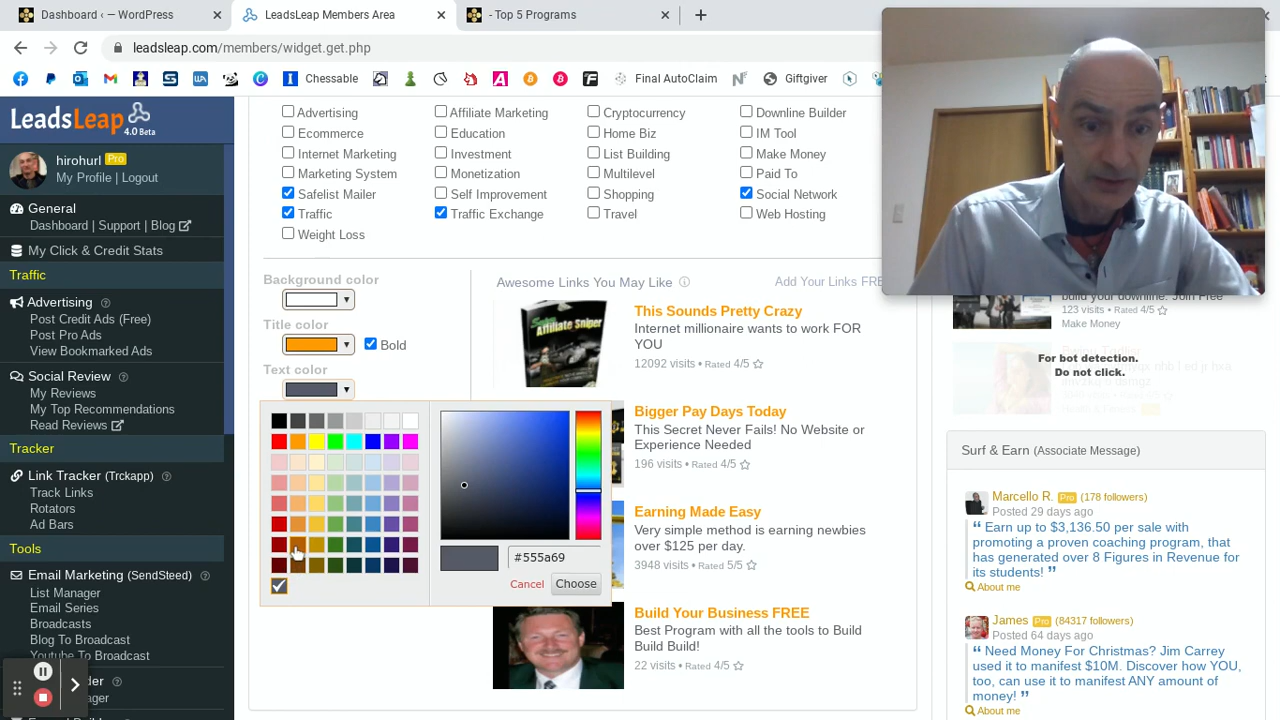 Dashboard ‹ — WordPress
LeadsLeap Members Area
- Top 5 Programs
leadsleap.com/members/widget.get.php
Chessable
Final AutoClaim
Giftgiver
LeadsLeap
4.0 Beta
hirohurl Pro
My Profile | Logout
General
Dashboard | Support | Blog
My Click & Credit Stats
Traffic
Advertising
Post Credit Ads (Free)
Post Pro Ads
View Bookmarked Ads
Social Review
My Reviews
My Top Recommendations
Read Reviews
Tracker
Link Tracker (Trckapp)
Track Links
Rotators
Ad Bars
Tools
Email Marketing (SendSteed)
List Manager
Email Series
Broadcasts
Blog To Broadcast
Youtube To Broadcast
Advertising
Affiliate Marketing
Cryptocurrency
Downline Builder
Ecommerce
Education
Home Biz
IM Tool
Internet Marketing
Investment
List Building
Make Money
Marketing System
Monetization
Multilevel
Paid To
Safelist Mailer
Self Improvement
Shopping
Social Network
Traffic
Traffic Exchange
Travel
Web Hosting
Weight Loss
Background color
Title color
Bold
Text color
#555a69
Cancel
Choose
Awesome Links You May Like
Add Your Links FRE
This Sounds Pretty Crazy
Internet millionaire wants to work FOR
YOU
12092 visits • Rated 4/5
Bigger Pay Days Today
This Secret Never Fails! No Website or
Experience Needed
196 visits • Rated 4/5
Earning Made Easy
Very simple method is earning newbies
over $125 per day.
3948 visits • Rated 5/5
Build Your Business FREE
Best Program with all the tools to Build
Build Build!
22 visits • Rated 4/5
build your downline. Join Free
123 visits • Rated 4/5
Make Money
For bot detection.
Do not click.
Surf & Earn (Associate Message)
Marcello R. Pro (178 followers)
Posted 29 days ago
“ Earn up to $3,136.50 per sale with
promoting a proven coaching program, that
has generated over 8 Figures in Revenue for
its students! ”
About me
James Pro (84317 followers)
Posted 64 days ago
“ Need Money For Christmas? Jim Carrey
used it to manifest $10M. Discover how YOU,
too, can use it to manifest ANY amount of
money! ”
About me